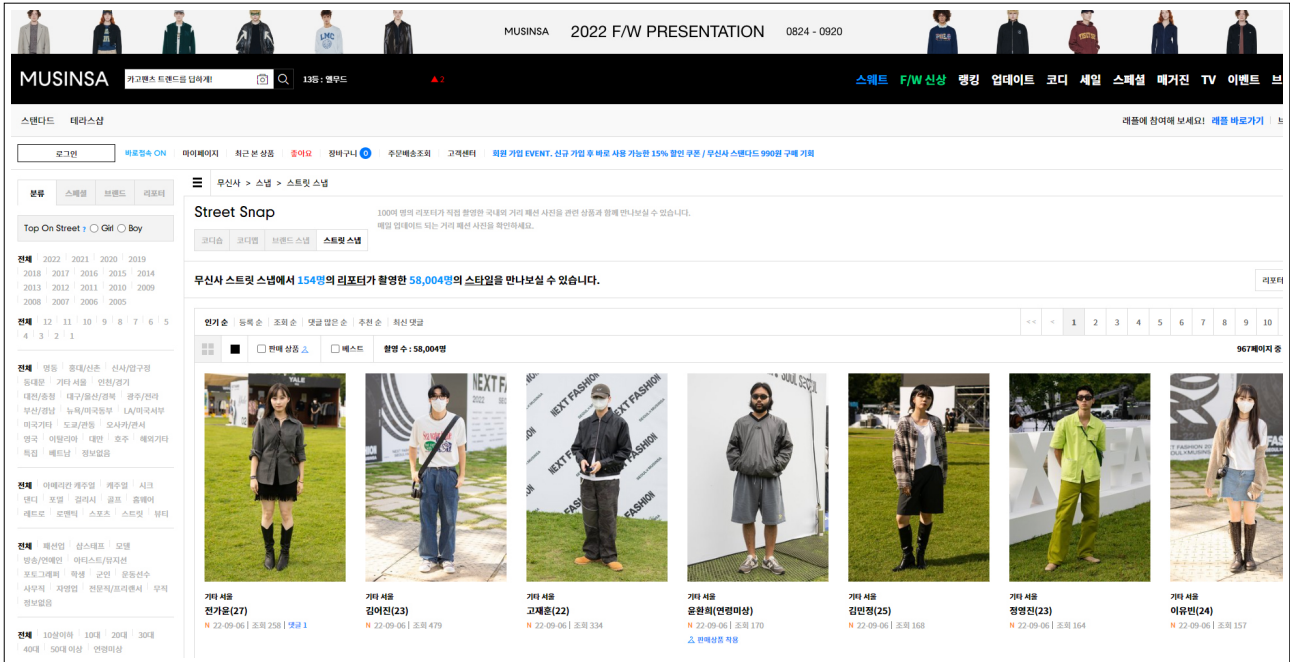 MUSINSA 2022 F/W PRESENTATION 0824 - 0920
MUSINSA 카고팬츠 트렌드를 담하게! 13등 : 엘무드 ▲ 2 스웨트 F/W 신상 랭킹 업데이트 코디 세일 스페셜 매거진 TV 이벤트 브
스탠다드 테라스샵 래플에 참여해 보세요! 래플 바로가기
로그인 바로접속 ON 마이페이지 최근 본 상품 좋아요 장바구니 0 주문배송조회 고객센터 회원 가입 EVENT. 신규 가입 후 바로 사용 가능한 15% 할인 쿠폰 / 무신사 스탠다드 990원 구매 기회
분류 스페셜 브랜드 리포터
Top On Street ? Girl Boy
전체 2022 2021 2020 2019
2018 2017 2016 2015 2014
2013 2012 2011 2010 2009
2008 2007 2006 2005
전체 12 11 10 9 8 7 6 5
4 3 2 1
전체 명동 홍대/신촌 신사/압구정
동대문 기타 서울 인천/경기
대전/충청 대구/울산/경북 광주/전라
부산/경남 뉴욕/미국동부 LA/미국서부
미국기타 도쿄/관동 오사카/관서
영국 이탈리아 대만 호주 해외기타
특집 베트남 정보없음
전체 아메리칸 캐주얼 캐주얼 시크
댄디 포멀 걸리시 골프 홈웨어
레트로 로맨틱 스포츠 스트릿 뷰티
전체 패션업 샵스태프 모델
방송/연예인 아티스트/뮤지션
포토그래퍼 학생 군인 운동선수
사무직 자영업 전문직/프리랜서 무직
정보없음
전체 10살이하 10대 20대 30대
40대 50대 이상 연령미상
무신사 > 스냅 > 스트릿 스냅
Street Snap
100여 명의 리포터가 직접 촬영한 국내외 거리 패션 사진을 관련 상품과 함께 만나보실 수 있습니다.
매일 업데이트 되는 거리 패션 사진을 확인하세요.
코디숍 코디맵 브랜드 스냅 스트릿 스냅
무신사 스트릿 스냅에서 154명의 리포터가 촬영한 58,004명의 스타일을 만나보실 수 있습니다. 리포터
인기 순 등록 순 조회 순 댓글 많은 순 추천 순 최신 댓글 << < 1 2 3 4 5 6 7 8 9 10
판매 상품 베스트 촬영 수 : 58,004명 967페이지 중
YALE
NEXT FA
2022
NEXT FASHION
NEXT FASHION
기타 서울
전가윤(27)
N 22-09-06 | 조회 258 | 댓글 1
기타 서울
김어진(23)
N 22-09-06 | 조회 479
기타 서울
고재훈(22)
N 22-09-06 | 조회 334
기타 서울
윤환희(연령미상)
N 22-09-06 | 조회 170
판매상품 착용
기타 서울
김민정(25)
N 22-09-06 | 조회 168
기타 서울
정영진(23)
N 22-09-06 | 조회 164
기타 서울
이유빈(24)
N 22-09-06 | 조회 157